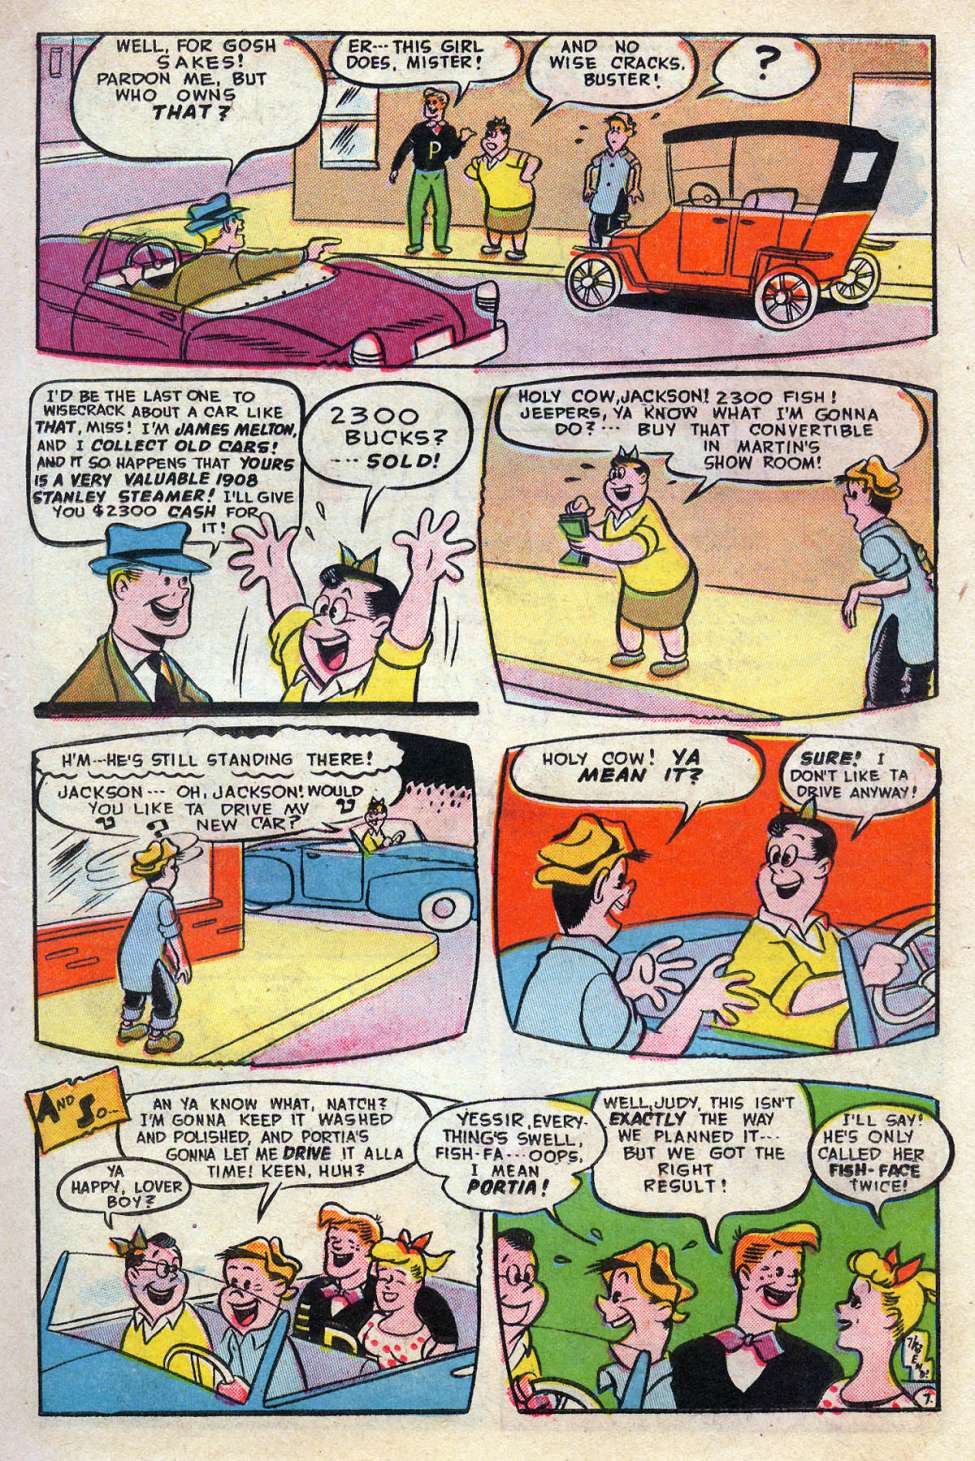 WELL, FOR GOSH
SAKES!
PARDON ME, BUT
WHO OWNS
THAT?
ER---THIS GIRL
DOES, MISTER!
AND NO
WISE CRACKS,
BUSTER!
?
P
I'D BE THE LAST ONE TO
WISECRACK ABOUT A CAR LIKE
THAT, MISS! I'M JAMES MELTON,
AND I COLLECT OLD CARS!
AND IT SO HAPPENS THAT YOURS
IS A VERY VALUABLE 1908
STANLEY STEAMER! I'LL GIVE
YOU $2300 CASH FOR
IT!
2300
BUCKS?
---SOLD!
HOLY COW, JACKSON! 2300 FISH!
JEEPERS, YA KNOW WHAT I'M GONNA
DO?--- BUY THAT CONVERTIBLE
IN MARTIN'S
SHOW ROOM!
H'M---HE'S STILL STANDING THERE!
JACKSON--- OH, JACKSON! WOULD
YOU LIKE TA DRIVE MY
NEW CAR?
?
HOLY COW! YA
MEAN IT?
SURE! I
DON'T LIKE TA
DRIVE ANYWAY!
AND SO--
AN YA KNOW WHAT, NATCH?
I'M GONNA KEEP IT WASHED
AND POLISHED, AND PORTIA'S
GONNA LET ME DRIVE IT ALLA
TIME! KEEN, HUH?
YA
HAPPY, LOVER
BOY?
YESSIR, EVERY-
THING'S SWELL,
FISH-FA---OOPS,
I MEAN
PORTIA!
WELL, JUDY, THIS ISN'T
EXACTLY THE WAY
WE PLANNED IT---
BUT WE GOT THE
RIGHT
RESULT!
I'LL SAY!
HE'S ONLY
CALLED HER
FISH-FACE
TWICE!
THE
END!
7.